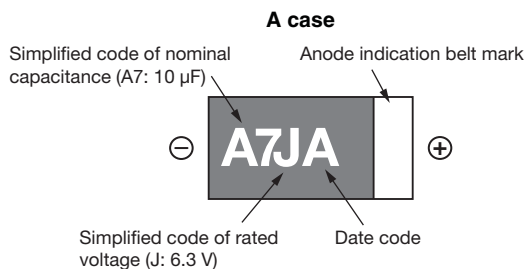 A case
Simplified code of nominal
capacitance (A7: 10 µF)
Anode indication belt mark
− A7JA +
Simplified code of rated
voltage (J: 6.3 V)
Date code